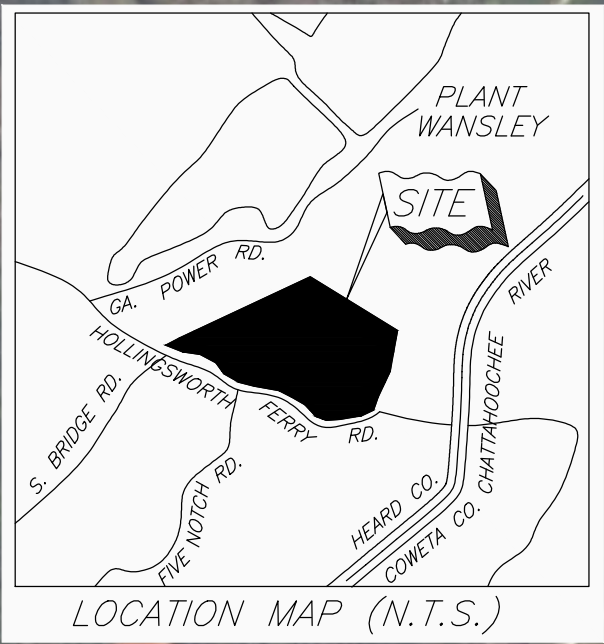 PLANT
WANSLEY
SITE
GA. POWER RD.
RIVER
HOLLINGSWORTH FERRY RD.
CHATTAHOOCHEE
S. BRIDGE RD.
FIVE NOTCH RD.
HEARD CO.
COWETA CO.
LOCATION MAP (N.T.S.)